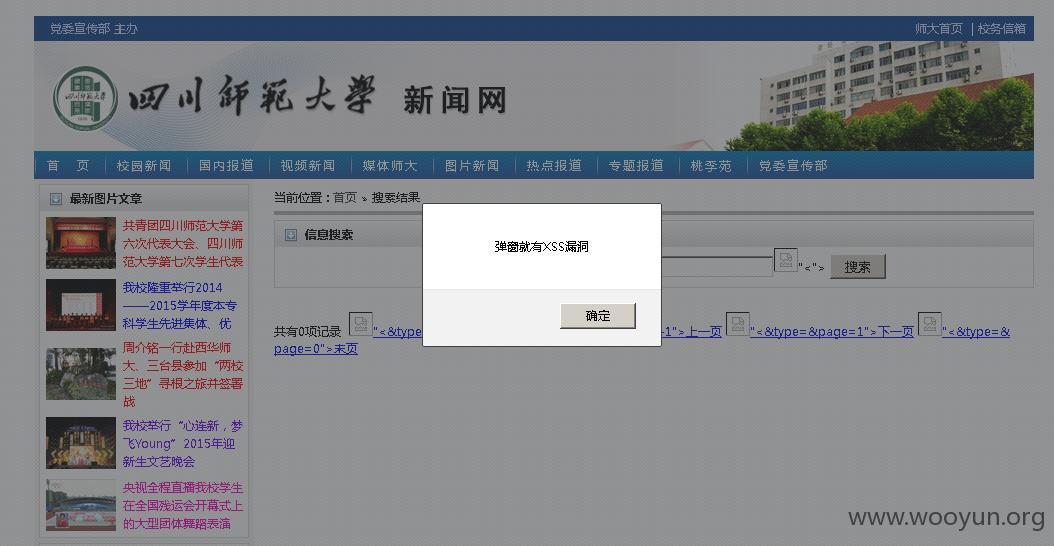 党委宣传部 主办
师大首页 | 校务信箱
四川师範大學 新闻网
首 页 校园新闻 国内报道 视频新闻 媒体师大 图片新闻 热点报道 专题报道 桃李苑 党委宣传部
最新图片文章
共青团四川师范大学第
六次代表大会、四川师
范大学第七次学生代表
我校隆重举行2014
——2015学年度本专
科学生先进集体、优
周介铭一行赴西华师
大、三台县参加“两校
三地”寻根之旅并签署
战
我校举行“心连新，梦
飞Young”2015年迎
新生文艺晚会
央视全程直播我校学生
在全国残运会开幕式上
的大型团体舞蹈表演
当前位置：首页 » 搜索结果
信息搜索
"<"> 搜索
弹窗就有XSS漏洞
确定
共有0项记录 "<&type -1">上一页 "<&type=&page=1">下一页 "<&type=&
page=0">末页
www.wooyun.org